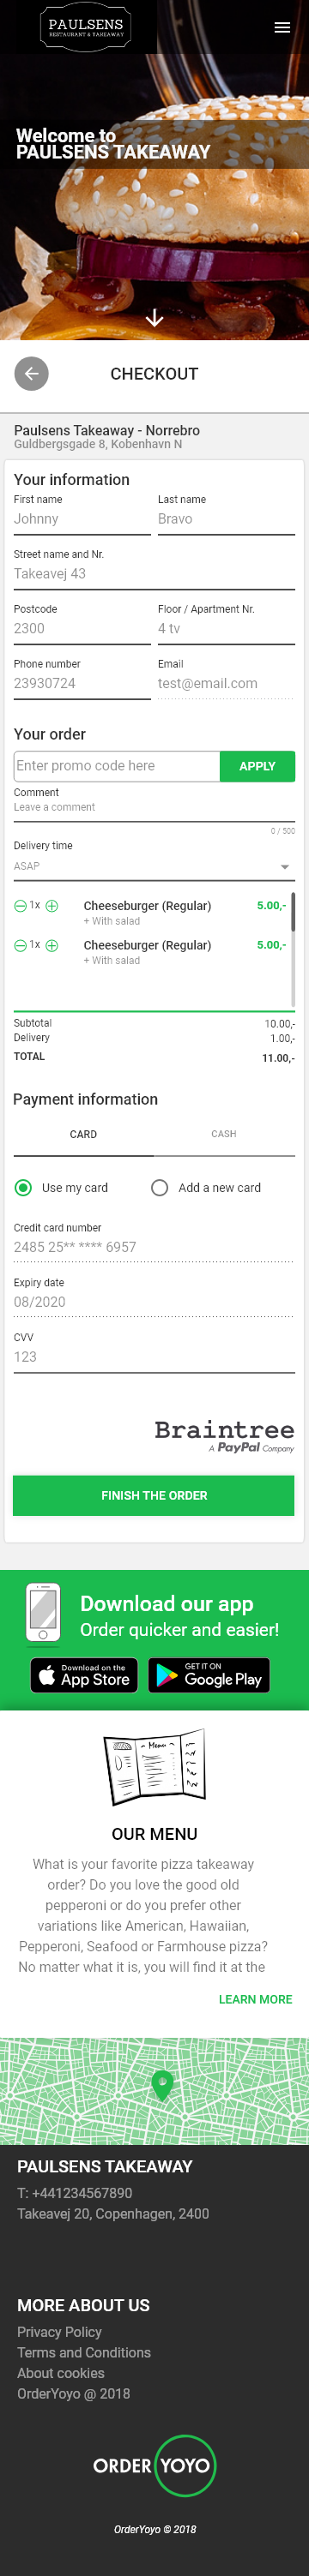 PAULSENS
RESTAURANT & TAKEAWAY
Welcome to
PAULSENS TAKEAWAY
CHECKOUT
Paulsens Takeaway - Norrebro
Guldbergsgade 8, Kobenhavn N
Your information
First name Last name
Johnny Bravo
Street name and Nr.
Takeavej 43
Postcode Floor / Apartment Nr.
2300 4 tv
Phone number Email
23930724 test@email.com
Your order
Enter promo code here APPLY
Comment
Leave a comment
0 / 500
Delivery time
ASAP
1x Cheeseburger (Regular) 5.00,-
+ With salad
1x Cheeseburger (Regular) 5.00,-
+ With salad
Subtotal 10.00,-
Delivery 1.00,-
TOTAL 11.00,-
Payment information
CARD CASH
Use my card Add a new card
Credit card number
2485 25** **** 6957
Expiry date
08/2020
CVV
123
Braintree
A PayPal Company
FINISH THE ORDER
Download our app
Order quicker and easier!
Download on the GET IT ON
App Store Google Play
Menu
OUR MENU
What is your favorite pizza takeaway
order? Do you love the good old
pepperoni or do you prefer other
variations like American, Hawaiian,
Pepperoni, Seafood or Farmhouse pizza?
No matter what it is, you will find it at the
LEARN MORE
PAULSENS TAKEAWAY
T: +441234567890
Takeavej 20, Copenhagen, 2400
MORE ABOUT US
Privacy Policy
Terms and Conditions
About cookies
OrderYoyo @ 2018
ORDER YOYO
OrderYoyo © 2018